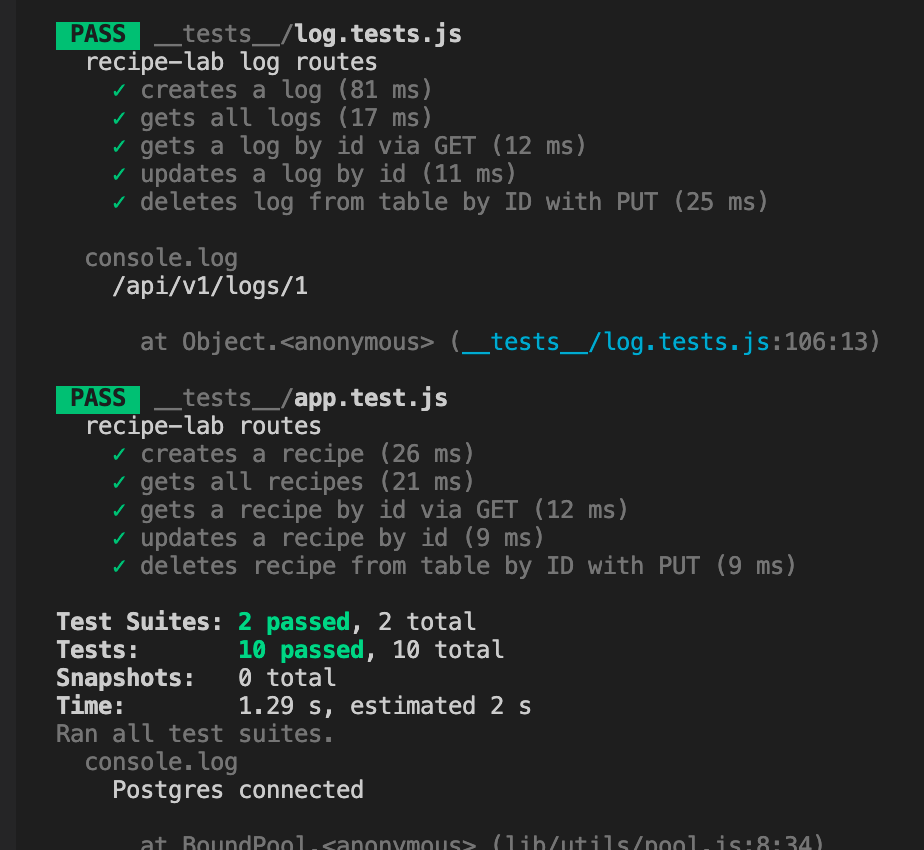 PASS __tests__/log.tests.js
recipe-lab log routes
✓ creates a log (81 ms)
✓ gets all logs (17 ms)
✓ gets a log by id via GET (12 ms)
✓ updates a log by id (11 ms)
✓ deletes log from table by ID with PUT (25 ms)
console.log
/api/v1/logs/1
at Object.<anonymous> (__tests__/log.tests.js:106:13)
PASS __tests__/app.test.js
recipe-lab routes
✓ creates a recipe (26 ms)
✓ gets all recipes (21 ms)
✓ gets a recipe by id via GET (12 ms)
✓ updates a recipe by id (9 ms)
✓ deletes recipe from table by ID with PUT (9 ms)
Test Suites: 2 passed, 2 total
Tests: 10 passed, 10 total
Snapshots: 0 total
Time: 1.29 s, estimated 2 s
Ran all test suites.
console.log
Postgres connected
at BoundPool.<anonymous> (lib/utils/pool.js:8:34)